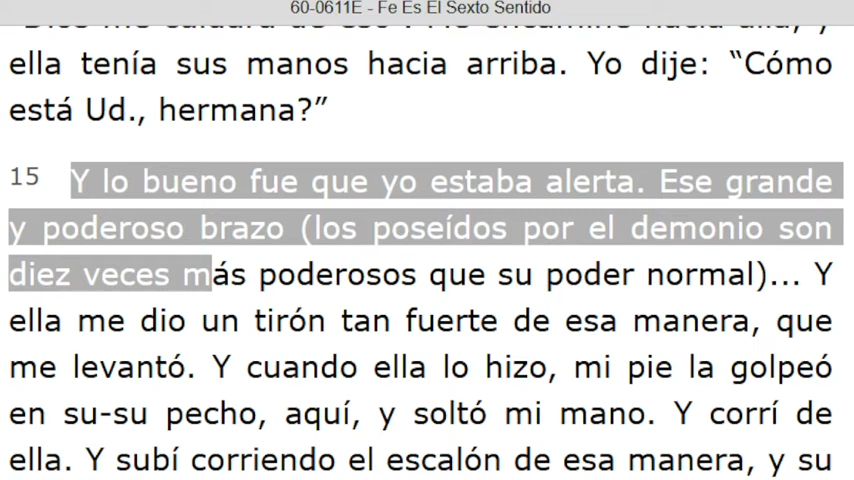 60-0611E - Fe Es El Sexto Sentido
ella tenía sus manos hacia arriba. Yo dije: “Cómo
está Ud., hermana?”
15 Y lo bueno fue que yo estaba alerta. Ese grande
y poderoso brazo (los poseídos por el demonio son
diez veces más poderosos que su poder normal)... Y
ella me dio un tirón tan fuerte de esa manera, que
me levantó. Y cuando ella lo hizo, mi pie la golpeó
en su-su pecho, aquí, y soltó mi mano. Y corrí de
ella. Y subí corriendo el escalón de esa manera, y su